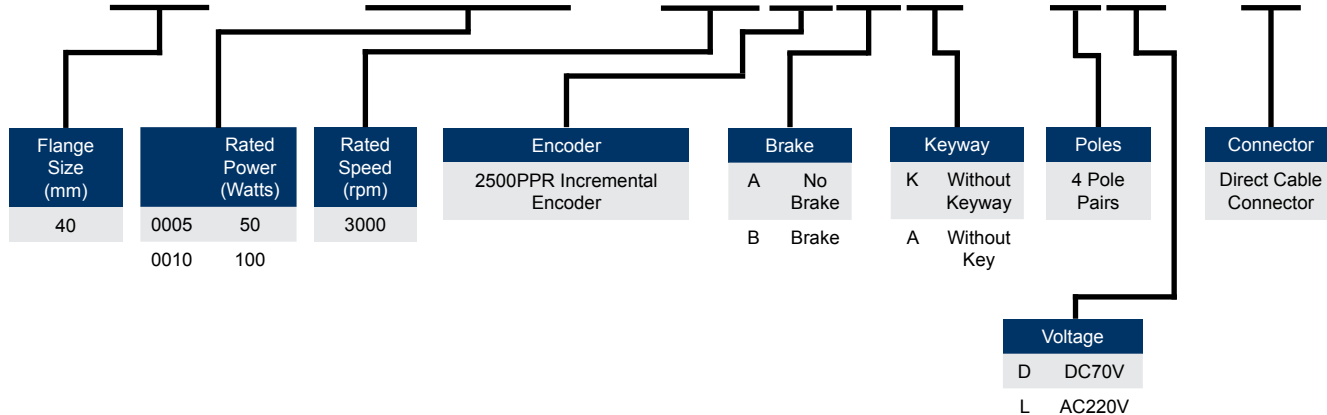 Flange
Size
(mm)
40
Rated
Power
(Watts)
0005 50
0010 100
Rated
Speed
(rpm)
3000
Encoder
2500PPR Incremental
Encoder
Brake
A No
Brake
B Brake
Keyway
K Without
Keyway
A Without
Key
Poles
4 Pole
Pairs
Connector
Direct Cable
Connector
Voltage
D DC70V
L AC220V